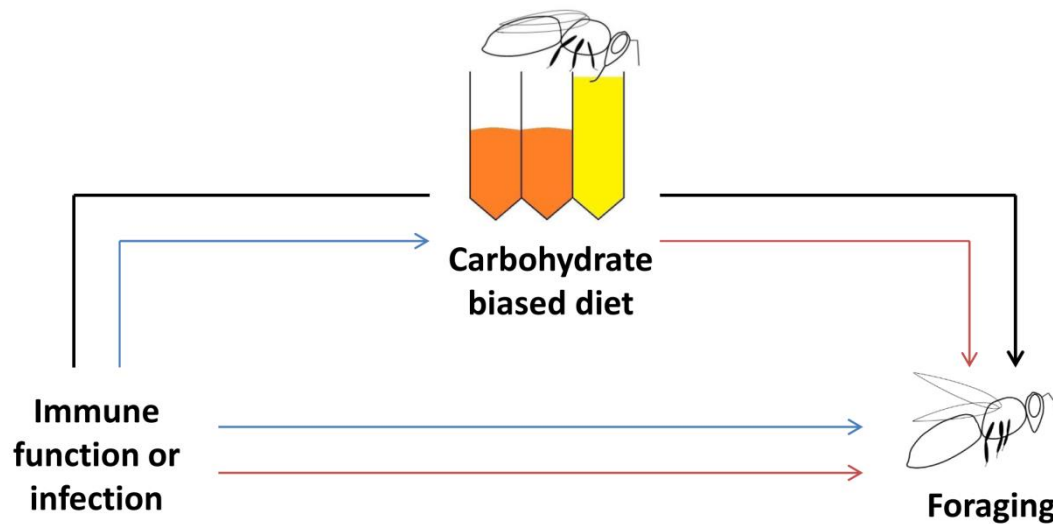 Carbohydrate
biased diet
Immune
function or
infection
Foraging